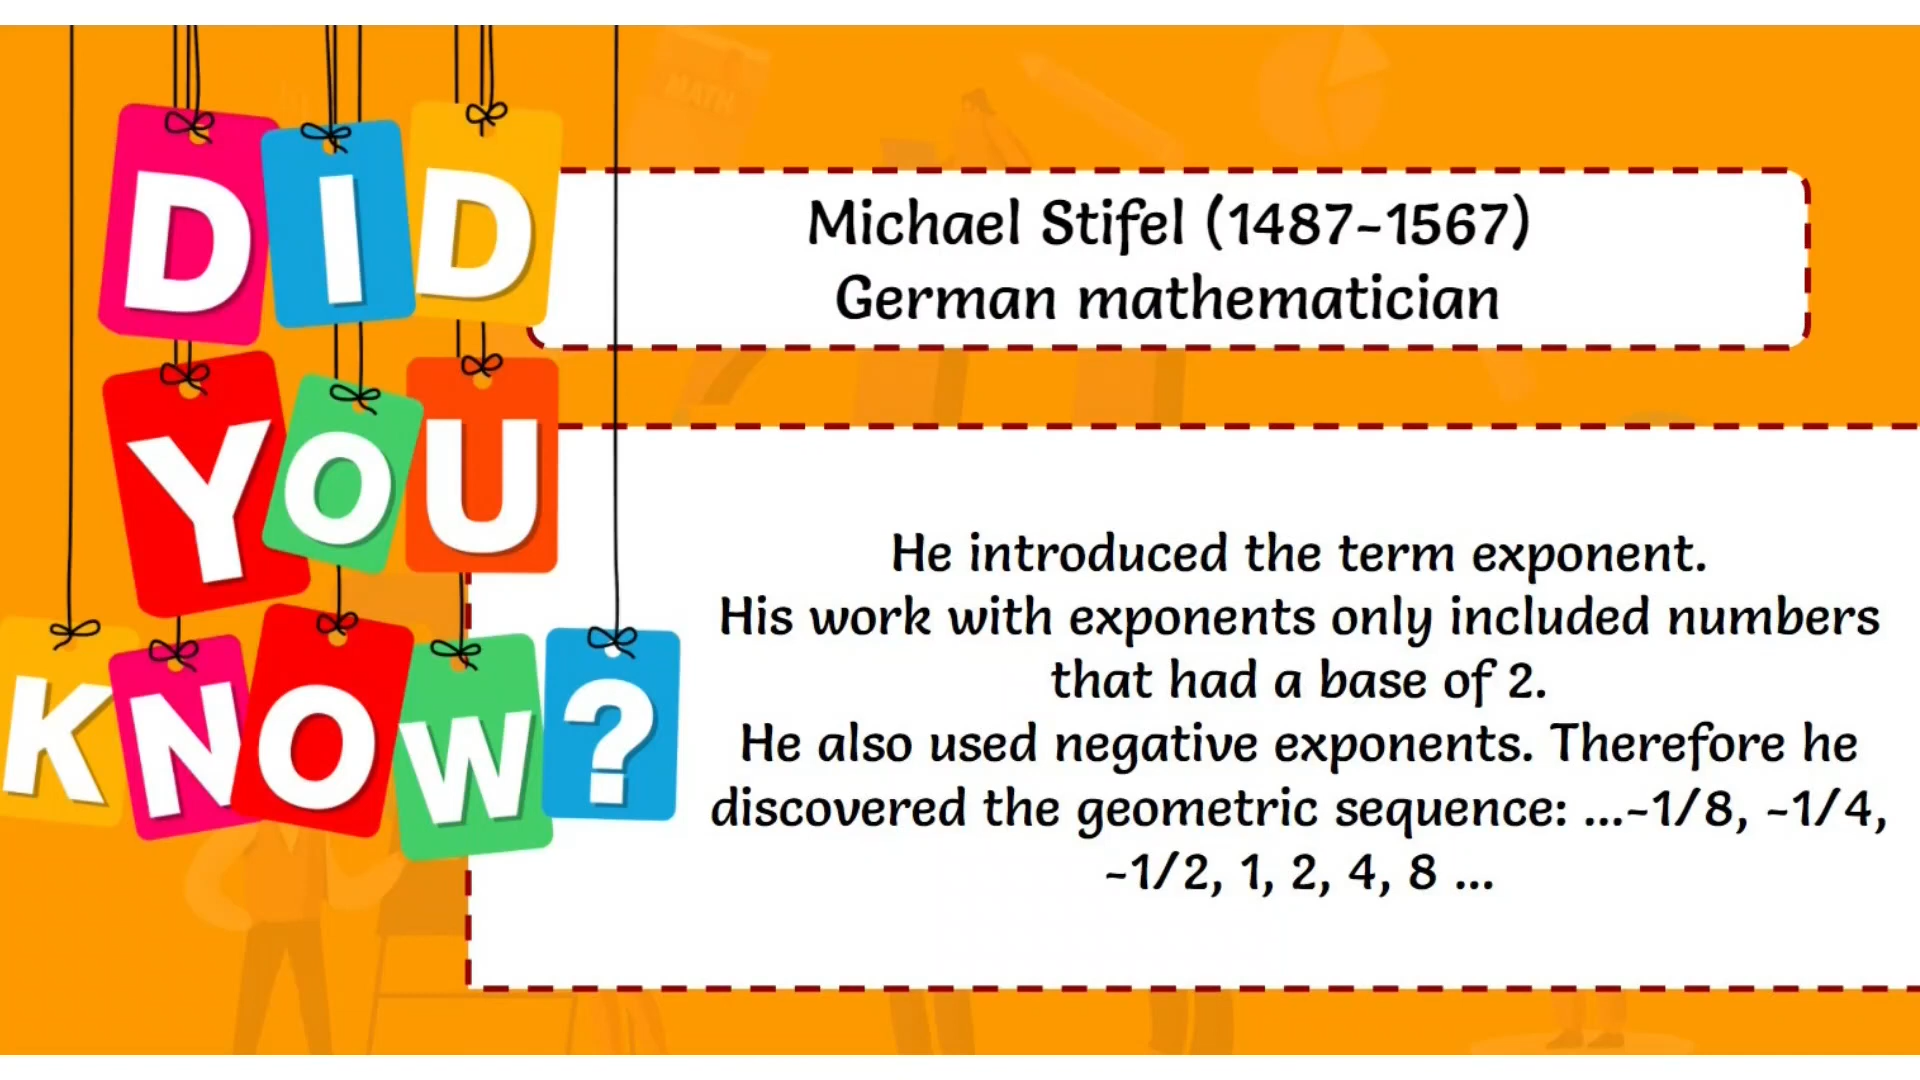 DID
YOU
KNOW?
MATH
Michael Stifel (1487-1567)
German mathematician
He introduced the term exponent.
His work with exponents only included numbers
that had a base of 2.
He also used negative exponents. Therefore he
discovered the geometric sequence: ...-1/8, -1/4,
-1/2, 1, 2, 4, 8 ...